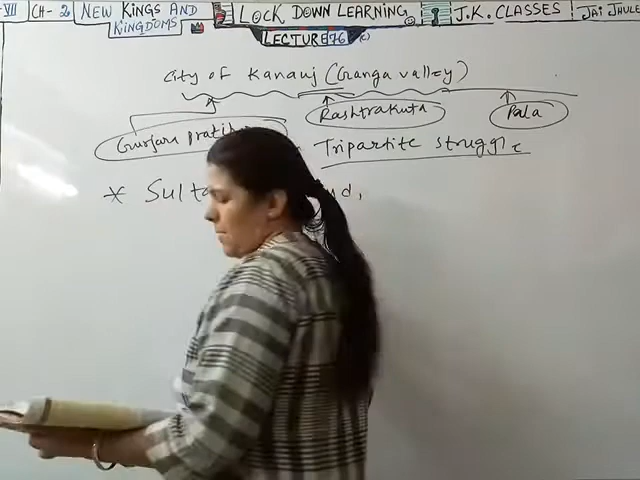 -VII CH-2 NEW KINGS AND KINGDOMS LOCK DOWN LEARNING J.K. CLASSES JAI JHULE
LECTURE 76 (c)
City of Kanauj (Ganga valley)
Gurjara Rashtrakuta Pala
Tripartite struggle
*